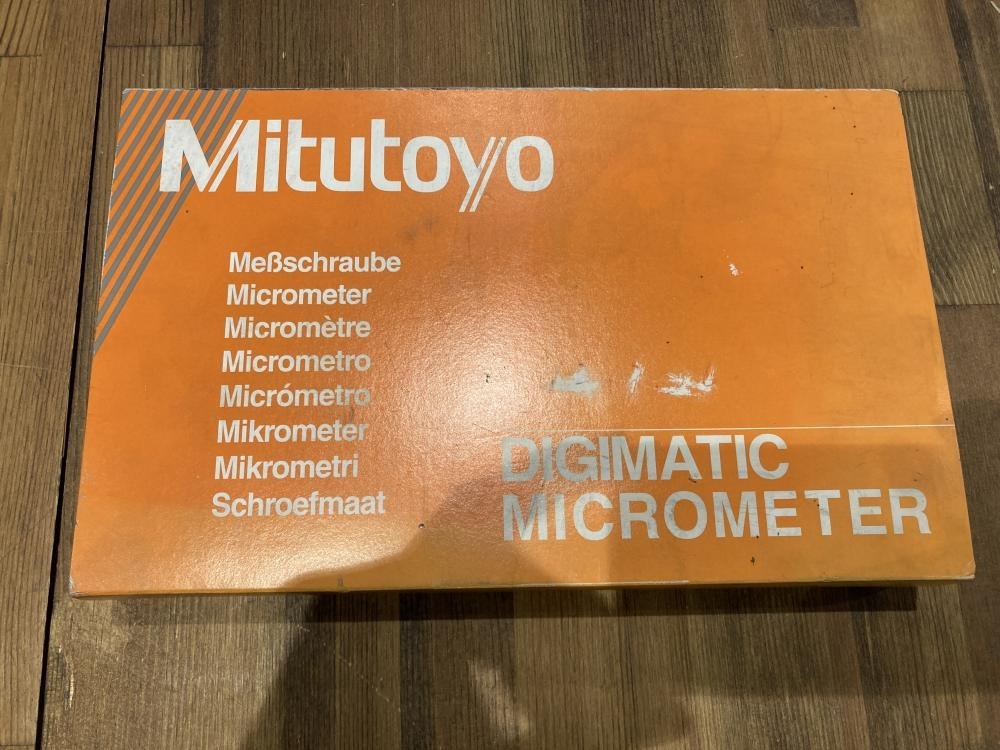 Mitutoyo
Meßschraube
Micrometer
Micromètre
Micrometro
Micrómetro
Mikrometer
Mikrometri
Schroefmaat
DIGIMATIC
MICROMETER